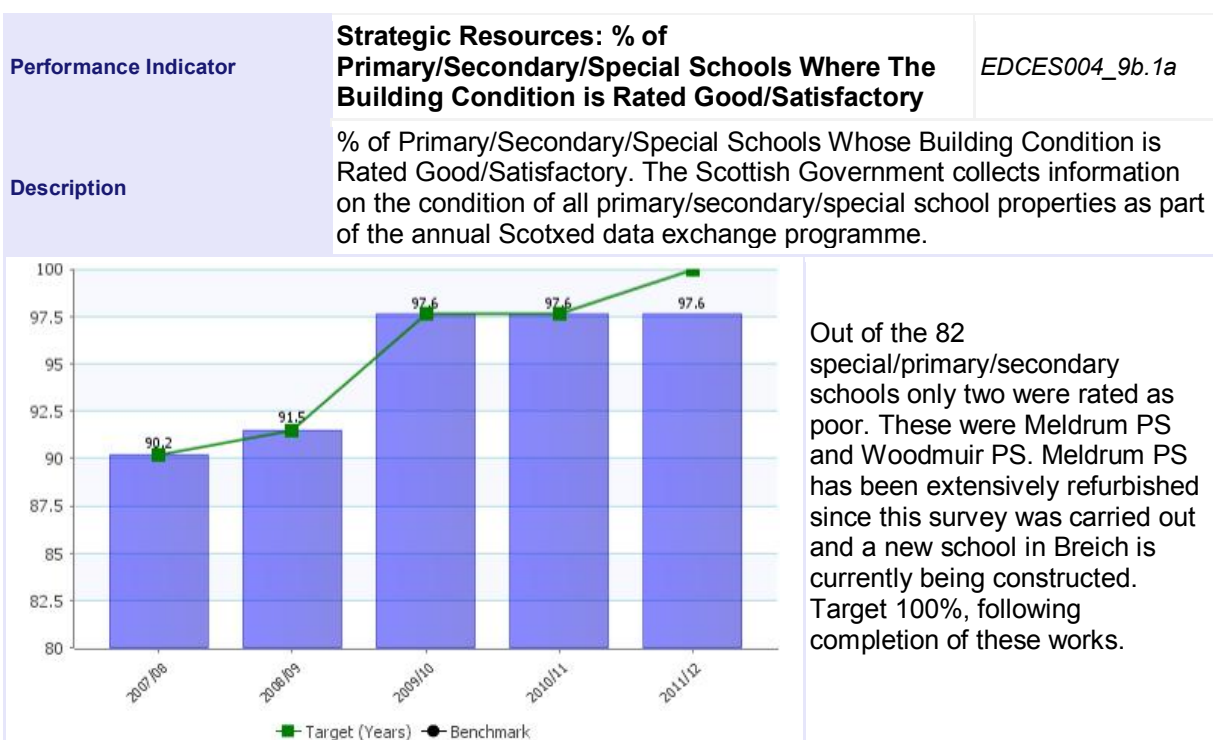 Strategic Resources: % of
Performance Indicator
Primary/Secondary/Special Schools Where The
EDCES004_9b.1a
Building Condition is Rated Good/Satisfactory
% of Primary/Secondary/Special Schools Whose Building Condition is
Rated Good/Satisfactory. The Scottish Government collects information
Description
on the condition of all primary/secondary/special school properties as part
of the annual Scotxed data exchange programme.
100
97.5
95
92.5
90
87.5
85
82.5
80
90.2
91.5
97.6
97.6
97.6
2007/08
2008/09
2009/10
2010/11
2011/12
Target (Years)
Benchmark
Out of the 82
special/primary/secondary
schools only two were rated as
poor. These were Meldrum PS
and Woodmuir PS. Meldrum PS
has been extensively refurbished
since this survey was carried out
and a new school in Breich is
currently being constructed.
Target 100%, following
completion of these works.